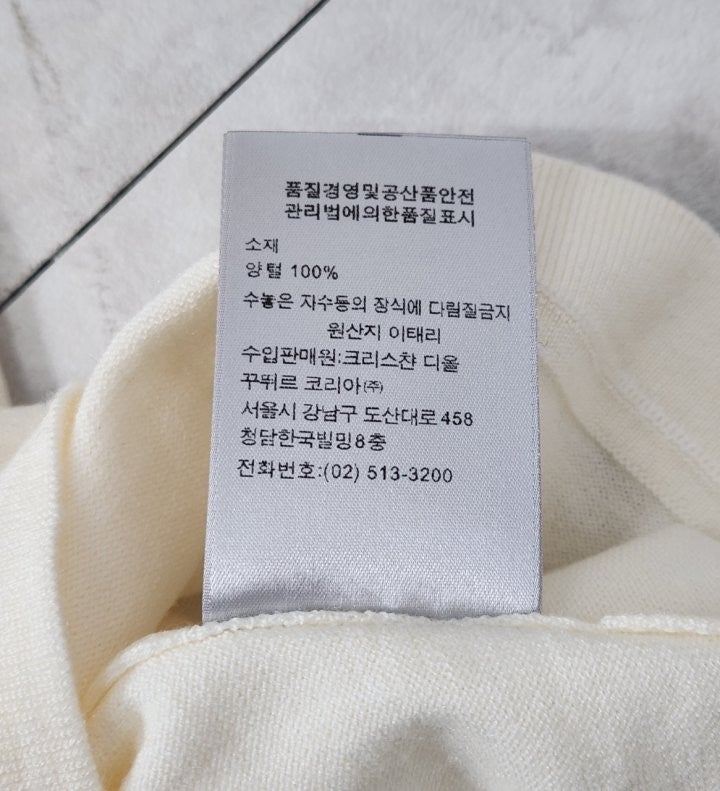 품질경영및공산품안전
관리법에의한품질표시
소재
양털 100%
수놓은 자수등의 장식에 다림질금지
원산지 이태리
수입판매원:크리스챤 디올
꾸뛰르 코리아㈜
서울시 강남구 도산대로 458
청담한국빌딩8층
전화번호:(02) 513-3200